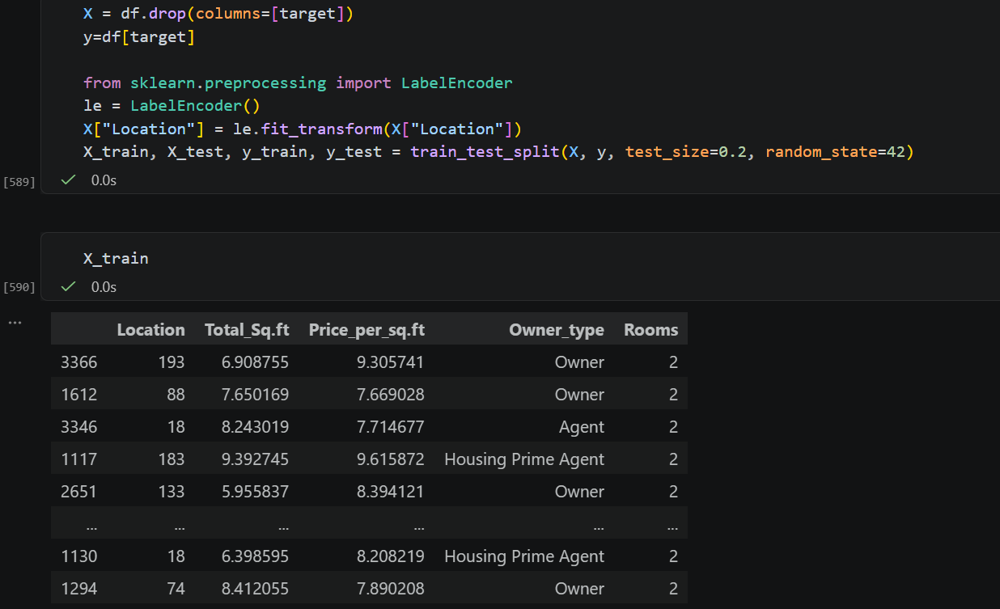 X = df.drop(columns=[target])
y=df[target]
from sklearn.preprocessing import LabelEncoder
le = LabelEncoder()
X["Location"] = le.fit_transform(X["Location"])
X_train, X_test, y_train, y_test = train_test_split(X, y, test_size=0.2, random_state=42)
[589] ✓ 0.0s
X_train
[590] ✓ 0.0s
...
Location Total_Sq.ft Price_per_sq.ft Owner_type Rooms
3366 193 6.908755 9.305741 Owner 2
1612 88 7.650169 7.669028 Owner 2
3346 18 8.243019 7.714677 Agent 2
1117 183 9.392745 9.615872 Housing Prime Agent 2
2651 133 5.955837 8.394121 Owner 2
... ... ... ... ... ...
1130 18 6.398595 8.208219 Housing Prime Agent 2
1294 74 8.412055 7.890208 Owner 2